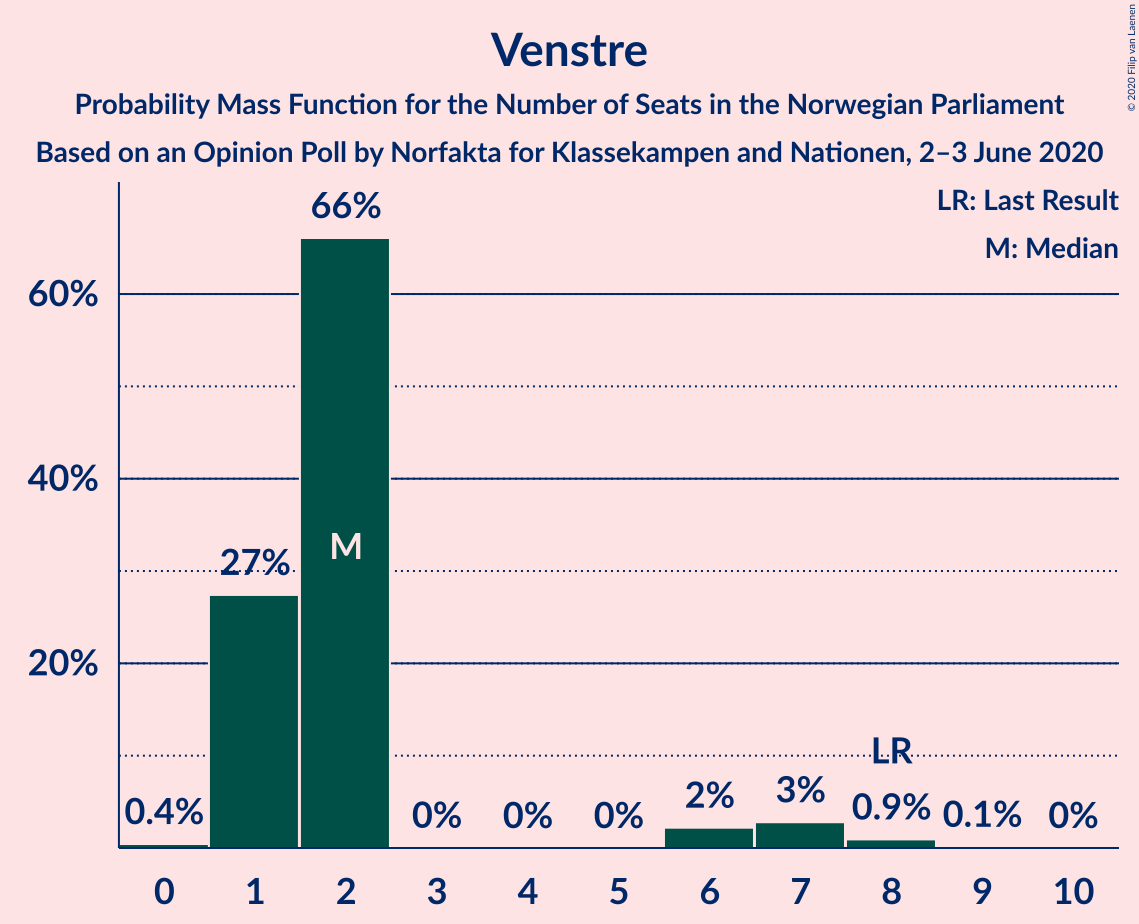 Venstre
Probability Mass Function for the Number of Seats in the Norwegian Parliament
Based on an Opinion Poll by Norfakta for Klassekampen and Nationen, 2–3 June 2020
© 2020 Filip van Laenen
LR: Last Result
M: Median
60%
40%
20%
0.4%
27%
66%
M
0%
0%
0%
2%
3%
LR
0.9%
0.1%
0%
0 1 2 3 4 5 6 7 8 9 10